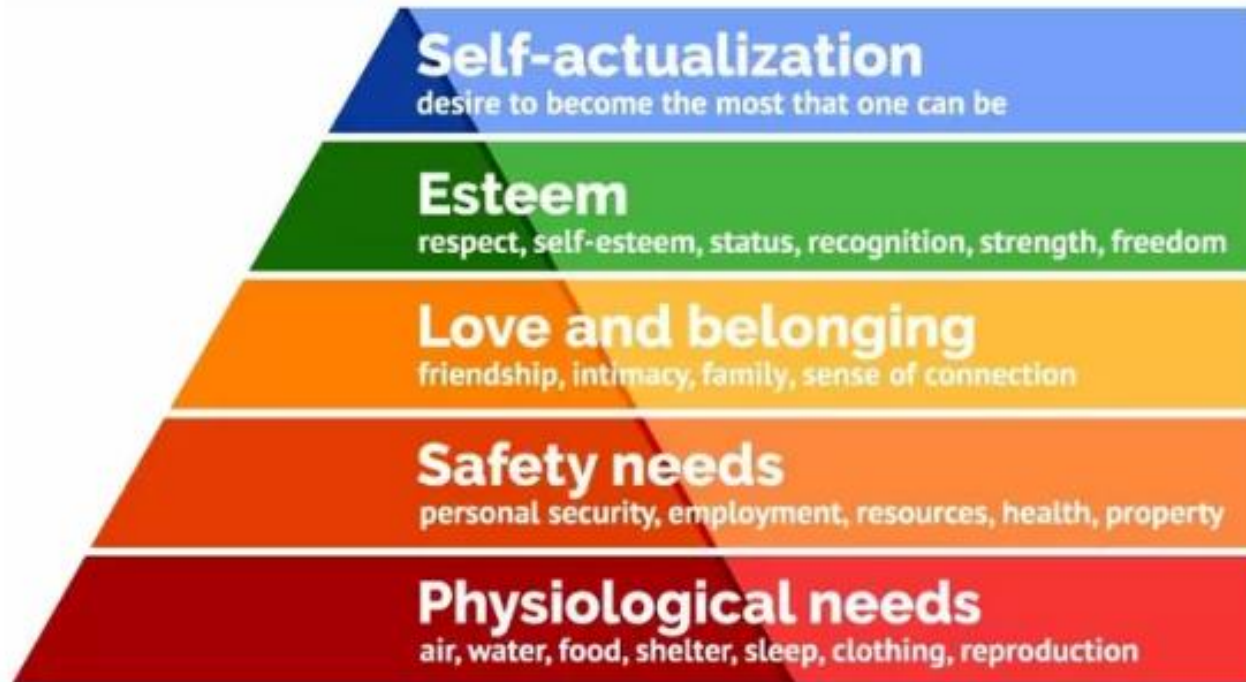 Self-actualization
desire to become the most that one can be
Esteem
respect, self-esteem, status, recognition, strength, freedom
Love and belonging
friendship, intimacy, family, sense of connection
Safety needs
personal security, employment, resources, health, property
Physiological needs
air, water, food, shelter, sleep, clothing, reproduction